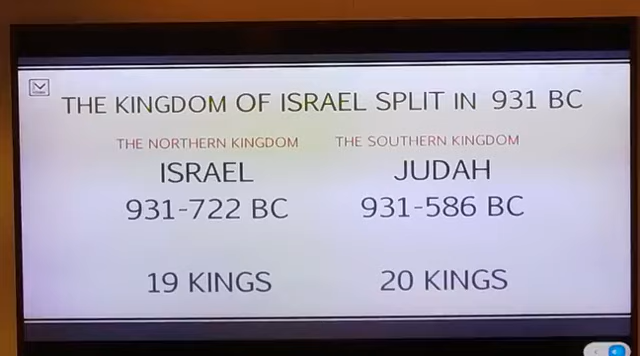 THE KINGDOM OF ISRAEL SPLIT IN 931 BC
THE NORTHERN KINGDOM THE SOUTHERN KINGDOM
ISRAEL JUDAH
931-722 BC 931-586 BC
19 KINGS 20 KINGS